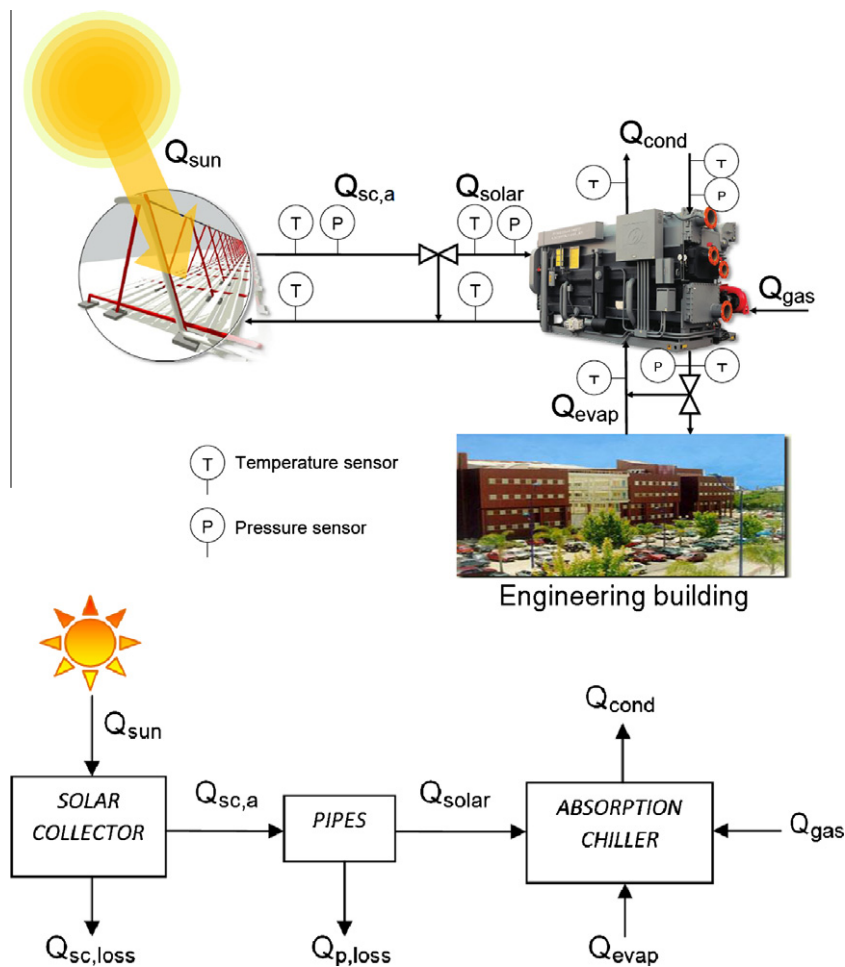 Qsun
Qsc,a
Qsolar
Qcond
T
T
P
T
P
T
P
T
T
Qgas
T
P
T
Qevap
T Temperature sensor
P Pressure sensor
Engineering building
Qsun
Qcond
SOLAR
COLLECTOR
Qsc,a
PIPES
Qsolar
ABSORPTION
CHILLER
Qgas
Qsc,loss
Qp,loss
Qevap